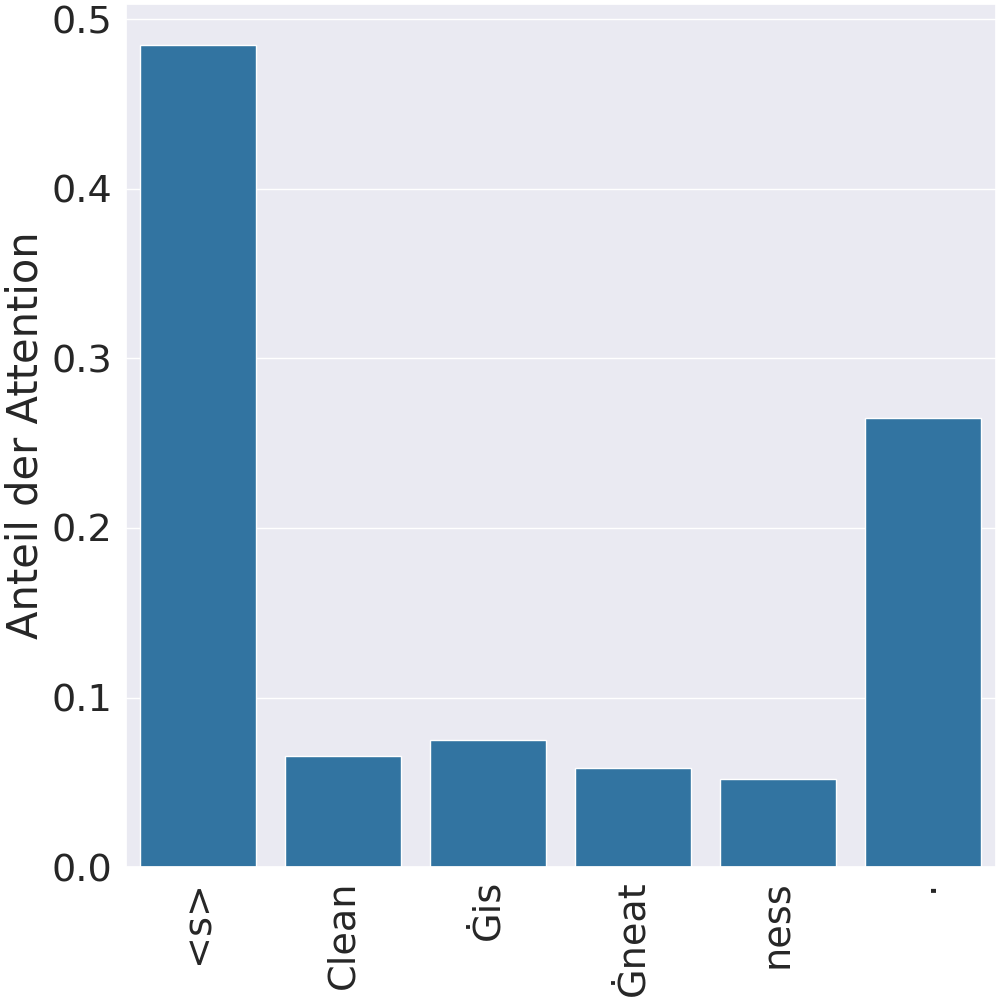 Anteil der Attention
0.5
0.4
0.3
0.2
0.1
0.0
<s>
Clean
Ġis
Ġneat
ness
.